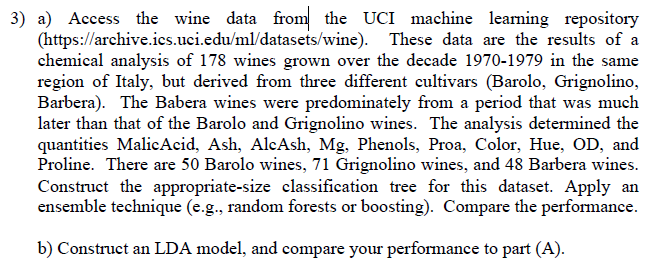 3) a) Access the wine data from the UCI machine learning repository
(https://archive.ics.uci.edu/ml/datasets/wine). These data are the results of a
chemical analysis of 178 wines grown over the decade 1970-1979 in the same
region of Italy, but derived from three different cultivars (Barolo, Grignolino,
Barbera). The Babera wines were predominately from a period that was much
later than that of the Barolo and Grignolino wines. The analysis determined the
quantities MalicAcid, Ash, AlcAsh, Mg, Phenols, Proa, Color, Hue, OD, and
Proline. There are 50 Barolo wines, 71 Grignolino wines, and 48 Barbera wines.
Construct the appropriate-size classification tree for this dataset. Apply an
ensemble technique (e.g., random forests or boosting). Compare the performance.
b) Construct an LDA model, and compare your performance to part (A).